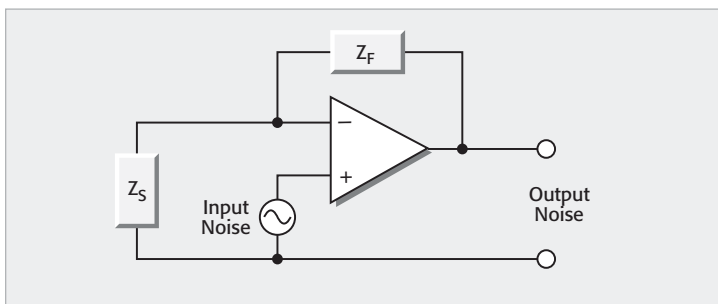 Z_F
−
+
Z_S
Input
Noise
Output
Noise